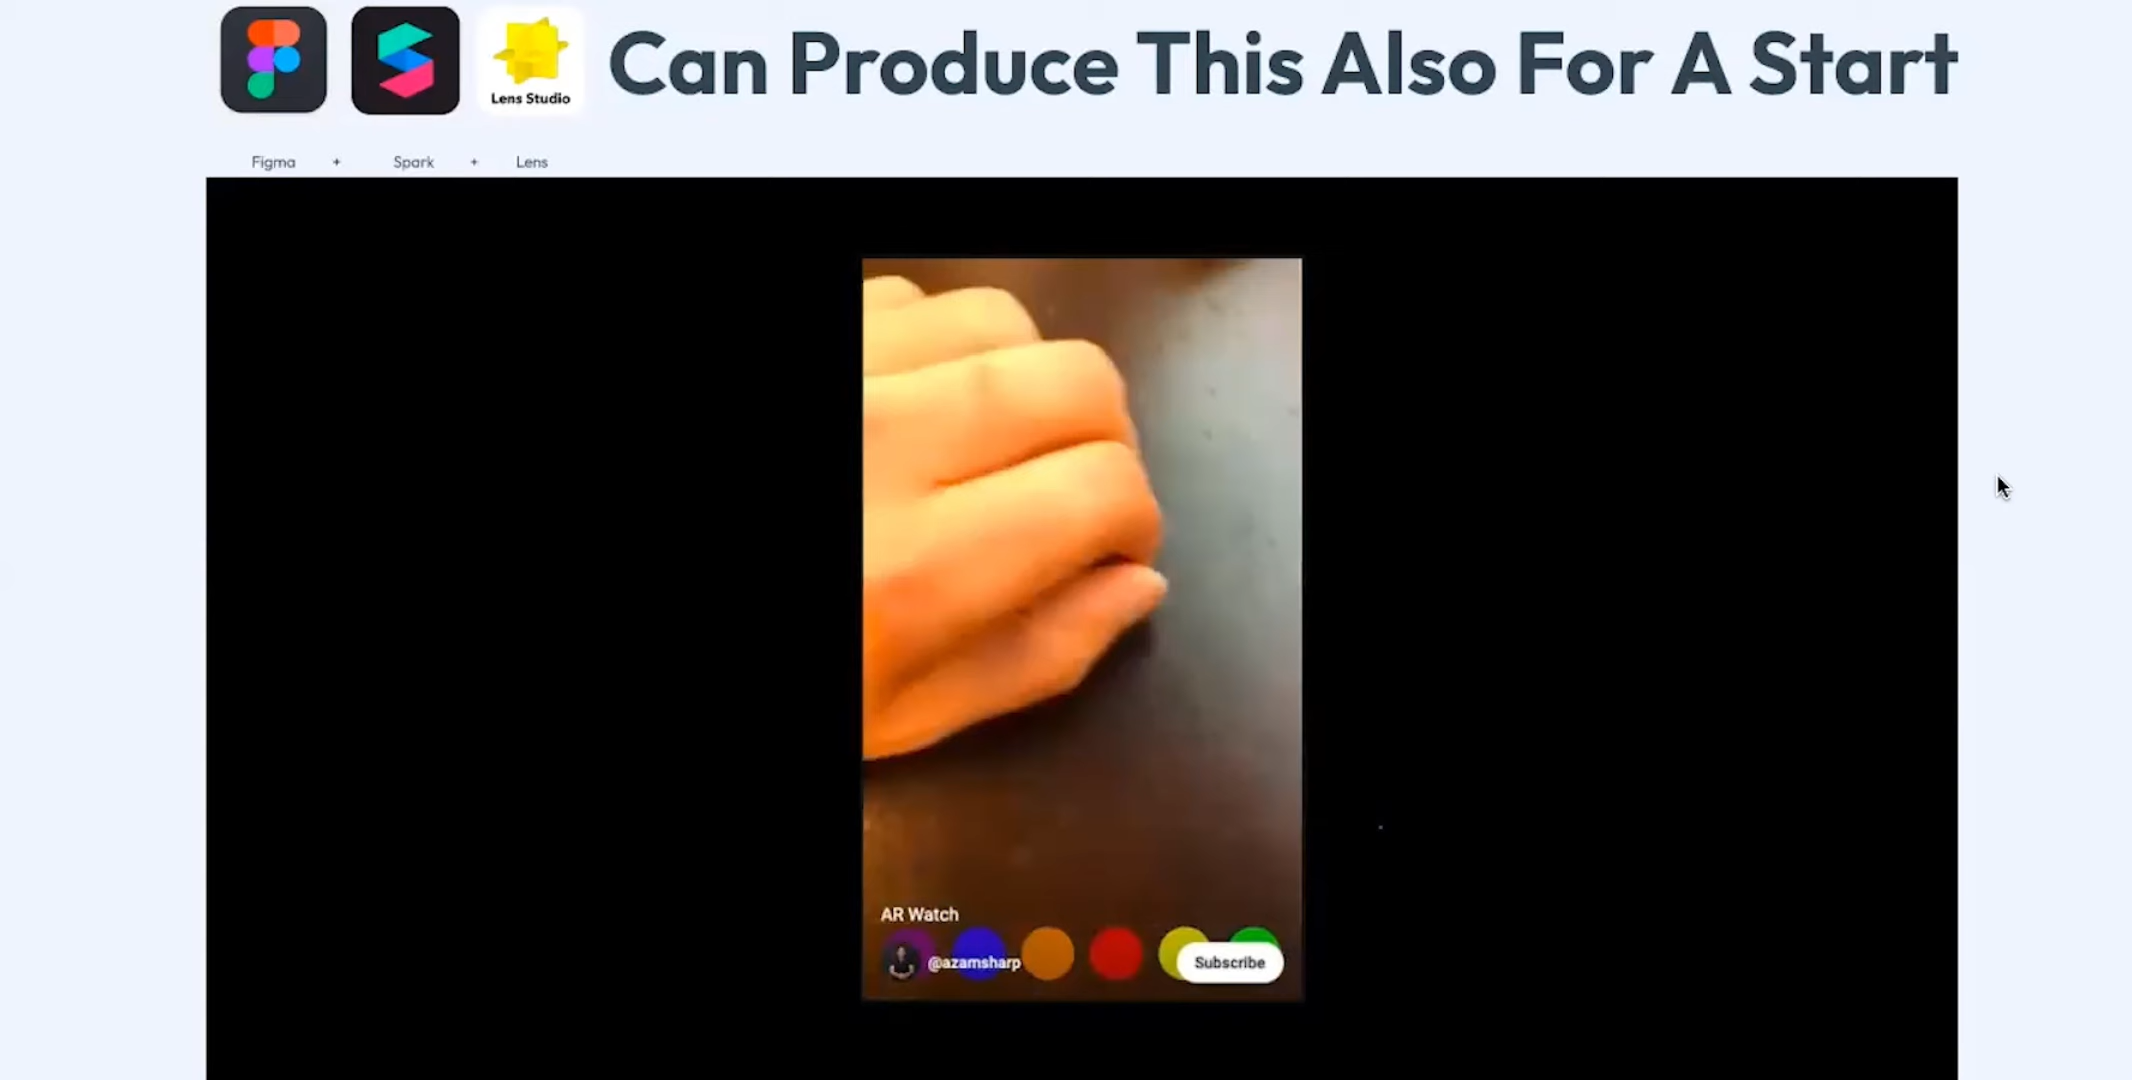 Lens Studio
Can Produce This Also For A Start
Figma + Spark + Lens
AR Watch
@azamsharp
Subscribe